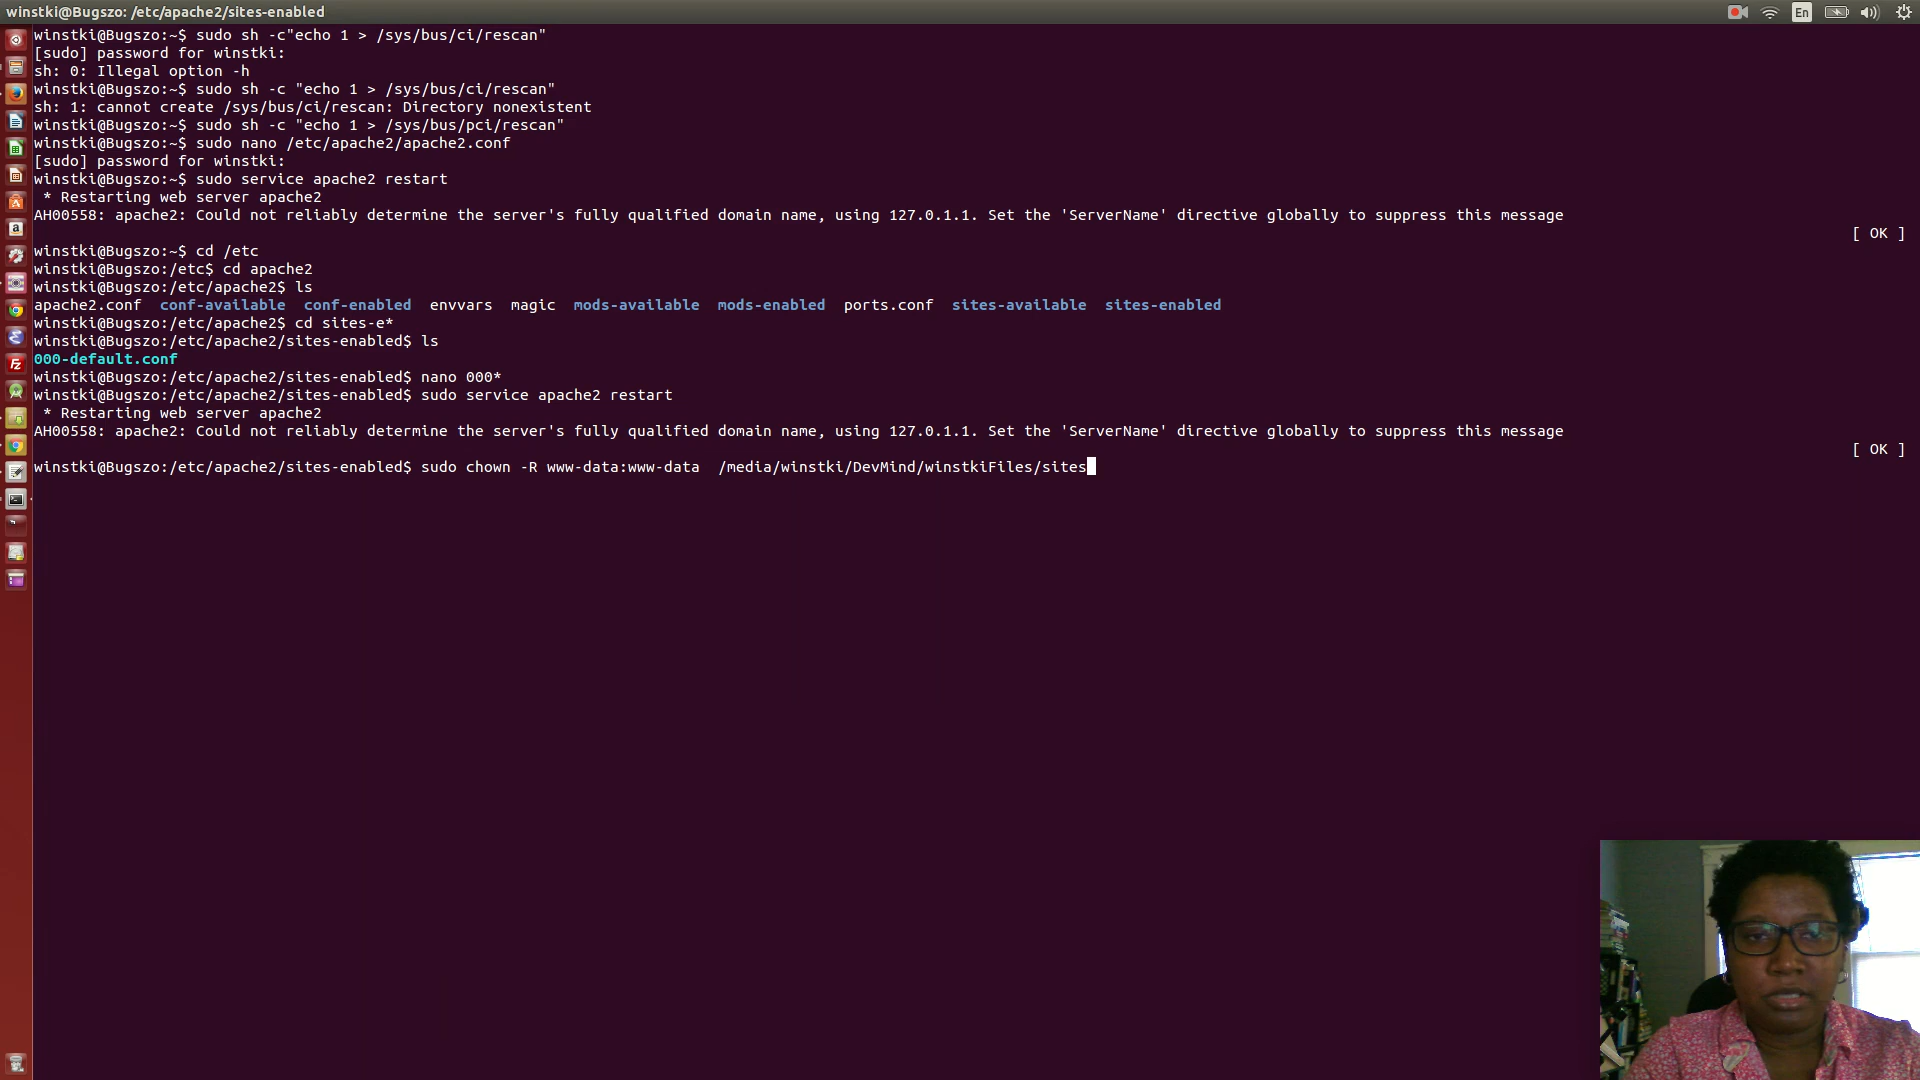 winstki@Bugszo: /etc/apache2/sites-enabled
En
winstki@Bugszo:~$ sudo sh -c"echo 1 > /sys/bus/ci/rescan"
[sudo] password for winstki:
sh: 0: Illegal option -h
winstki@Bugszo:~$ sudo sh -c "echo 1 > /sys/bus/ci/rescan"
sh: 1: cannot create /sys/bus/ci/rescan: Directory nonexistent
winstki@Bugszo:~$ sudo sh -c "echo 1 > /sys/bus/pci/rescan"
winstki@Bugszo:~$ sudo nano /etc/apache2/apache2.conf
[sudo] password for winstki:
winstki@Bugszo:~$ sudo service apache2 restart
 * Restarting web server apache2
AH00558: apache2: Could not reliably determine the server's fully qualified domain name, using 127.0.1.1. Set the 'ServerName' directive globally to suppress this message
[ OK ]
winstki@Bugszo:~$ cd /etc
winstki@Bugszo:/etc$ cd apache2
winstki@Bugszo:/etc/apache2$ ls
apache2.conf  conf-available  conf-enabled  envvars  magic  mods-available  mods-enabled  ports.conf  sites-available  sites-enabled
winstki@Bugszo:/etc/apache2$ cd sites-e*
winstki@Bugszo:/etc/apache2/sites-enabled$ ls
000-default.conf
winstki@Bugszo:/etc/apache2/sites-enabled$ nano 000*
winstki@Bugszo:/etc/apache2/sites-enabled$ sudo service apache2 restart
 * Restarting web server apache2
AH00558: apache2: Could not reliably determine the server's fully qualified domain name, using 127.0.1.1. Set the 'ServerName' directive globally to suppress this message
[ OK ]
winstki@Bugszo:/etc/apache2/sites-enabled$ sudo chown -R www-data:www-data  /media/winstki/DevMind/winstkiFiles/sites